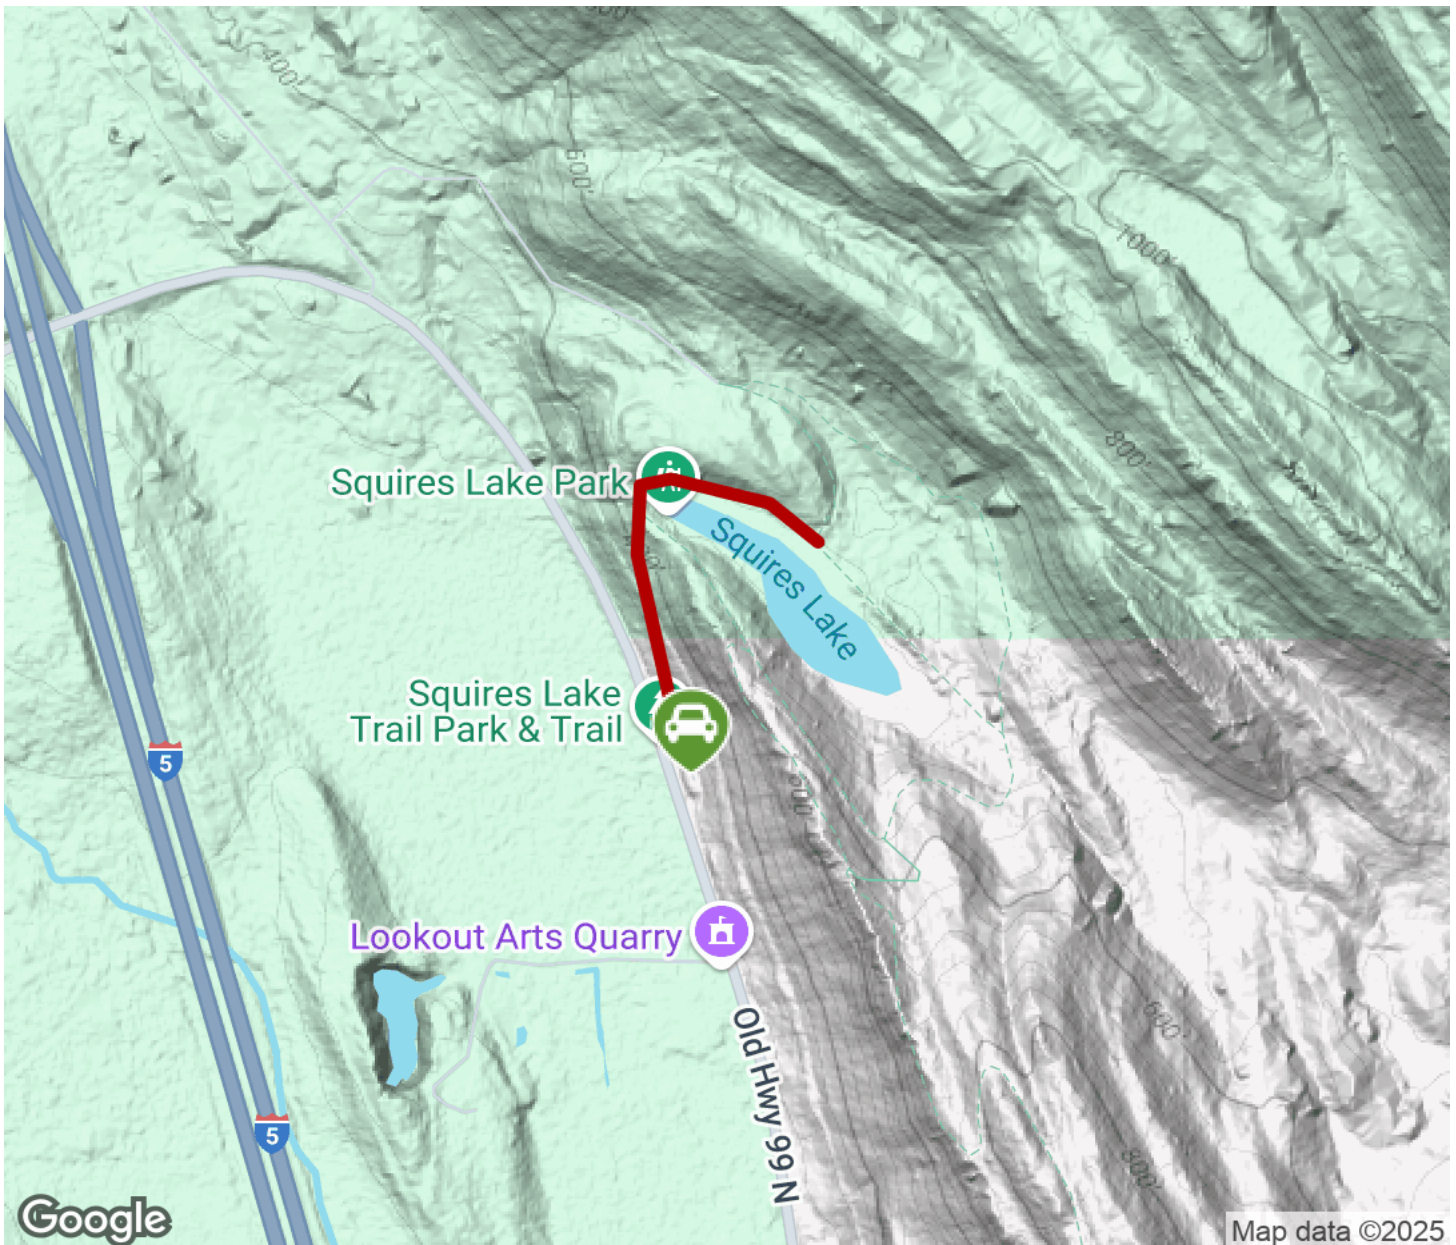 400'
600'
1000'
800'
Squires Lake Park
Squires Lake
Squires Lake
Trail Park & Trail
5
Lookout Arts Quarry
600'
Old Hwy 99 N
5
800'
Google
Map data ©2025